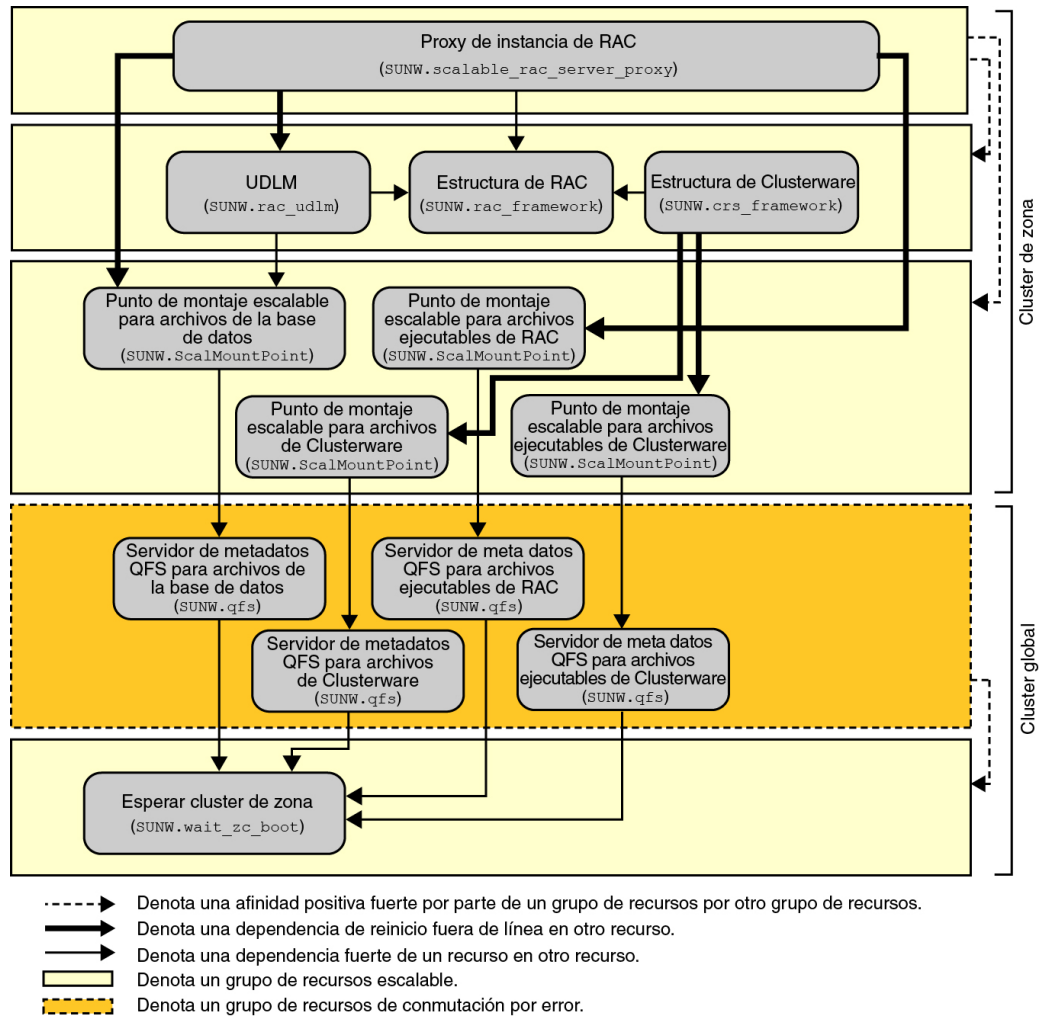 Proxy de instancia de RAC
(SUNW.scalable_rac_server_proxy)
UDLM
(SUNW.rac_udlm)
Estructura de RAC
(SUNW.rac_framework)
Estructura de Clusterware
(SUNW.crs_framework)
Punto de montaje escalable
para archivos de la base
de datos
(SUNW.ScalMountPoint)
Punto de montaje
escalable para archivos
ejecutables de RAC
(SUNW.ScalMountPoint)
Punto de montaje
escalable para archivos
de Clusterware
(SUNW.ScalMountPoint)
Punto de montaje
escalable para archivos
ejecutables de Clusterware
(SUNW.ScalMountPoint)
Cluster de zona
Servidor de metadatos
QFS para archivos de
la base de datos
(SUNW.qfs)
Servidor de meta datos
QFS para archivos
ejecutables de RAC
(SUNW.qfs)
Servidor de metadatos
QFS para archivos
de Clusterware
(SUNW.qfs)
Servidor de meta datos
QFS para archivos
ejecutables de Clusterware
(SUNW.qfs)
Esperar cluster de zona
(SUNW.wait_zc_boot)
Cluster global
Denota una afinidad positiva fuerte por parte de un grupo de recursos por otro grupo de recursos.
Denota una dependencia de reinicio fuera de línea en otro recurso.
Denota una dependencia fuerte de un recurso en otro recurso.
Denota un grupo de recursos escalable.
Denota un grupo de recursos de conmutación por error.